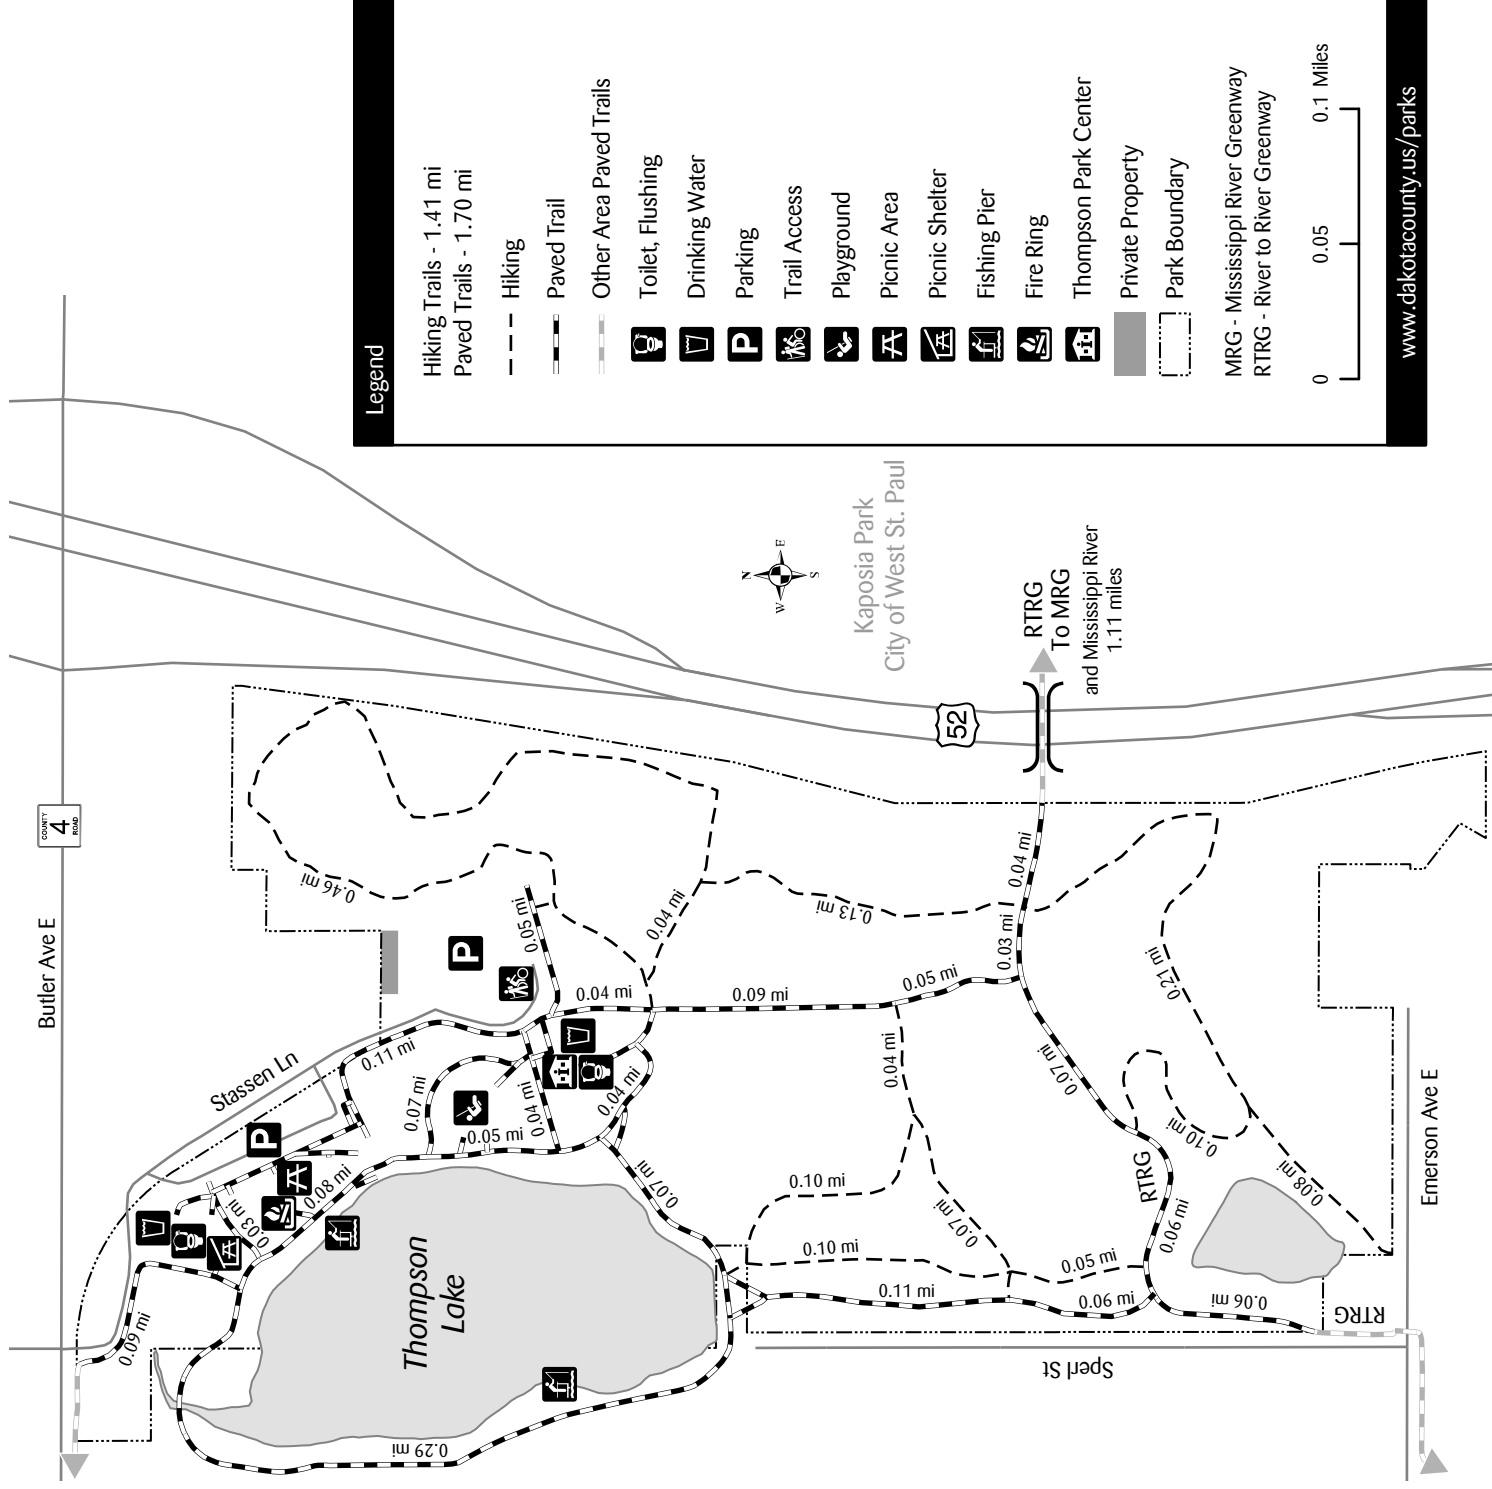 Legend
Hiking Trails - 1.41 mi
Paved Trails - 1.70 mi
Hiking
Paved Trail
Other Area Paved Trails
Toilet, Flushing
Drinking Water
Parking
Trail Access
Playground
Picnic Area
Picnic Shelter
Fishing Pier
Fire Ring
Thompson Park Center
Private Property
Park Boundary
MRG - Mississippi River Greenway
RTRG - River to River Greenway
0 0.05 0.1 Miles
www.dakotacounty.us/parks
Butler Ave E
COUNTY
4
ROAD
Stassen Ln
P
P
P
N
W E
S
Kaposia Park
City of West St. Paul
52
RTRG
To MRG
and Mississippi River
1.11 miles
Thompson
Lake
0.46 mi
0.05 mi
0.04 mi
0.13 mi
0.04 mi
0.03 mi
0.04 mi
0.09 mi
0.05 mi
0.21 mi
0.11 mi
0.07 mi
0.04 mi
0.04 mi
0.05 mi
0.08 mi
0.03 mi
0.09 mi
0.29 mi
0.07 mi
0.04 mi
0.07 mi
0.10 mi
0.10 mi
0.07 mi
0.10 mi
0.08 mi
RTRG
0.06 mi
0.05 mi
0.11 mi
0.06 mi
0.06 mi
RTRG
Sperl St
Emerson Ave E